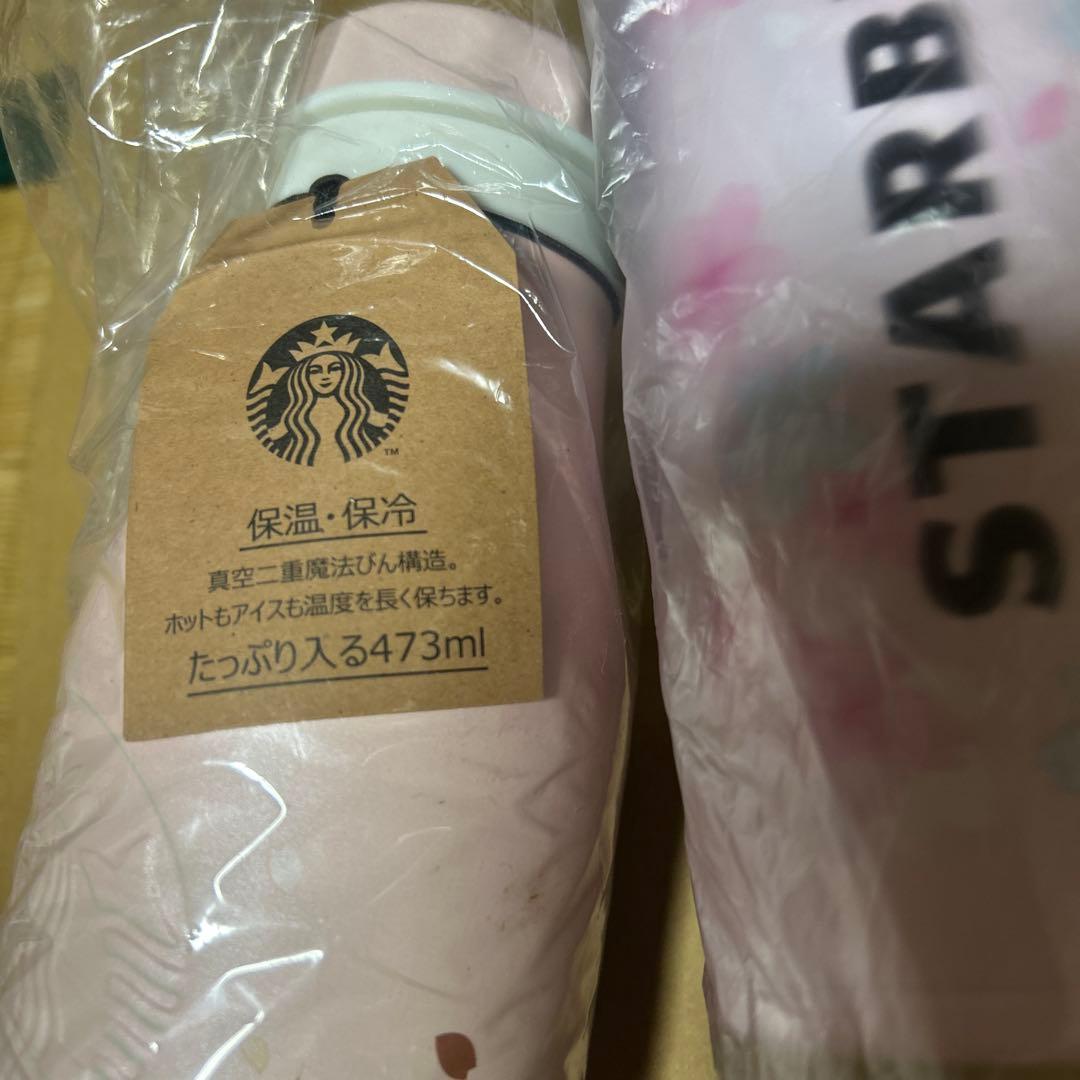 TM
保温・保冷
真空二重魔法びん構造。
ホットもアイスも温度を長く保ちます。
たっぷり入る473ml
STARB